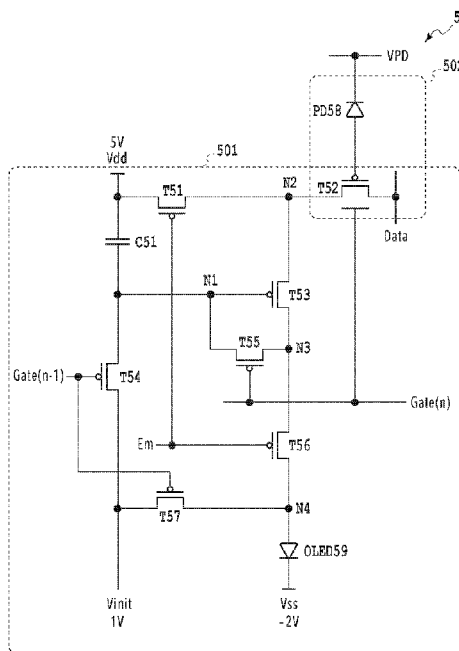 5
VPD
502
PD58
501
5V
Vdd
T51
N2
T52
C51
Data
N1
T53
T55
N3
Gate(n-1)
T54
Gate(n)
Em
T56
T57
N4
OLED59
Vinit
1V
Vss
-2V